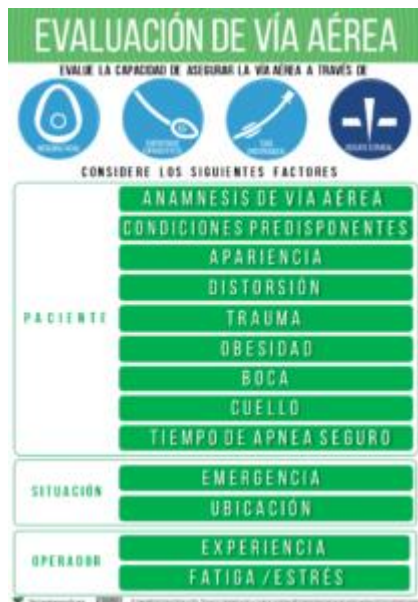 EVALUACIÓN DE VÍA AÉREA
EVALUE LA CAPACIDAD DE ASEGURAR LA VÍA AÉREA A TRAVÉS DE
CONSIDERE LOS SIGUIENTES FACTORES
PACIENTE
ANAMNESIS DE VÍA AÉREA
CONDICIONES PREDISPONENTES
APARIENCIA
DISTORSIÓN
TRAUMA
OBESIDAD
BOCA
CUELLO
TIEMPO DE APNEA SEGURO
SITUACIÓN
EMERGENCIA
UBICACIÓN
OPERADOR
EXPERIENCIA
FATIGA / ESTRÉS